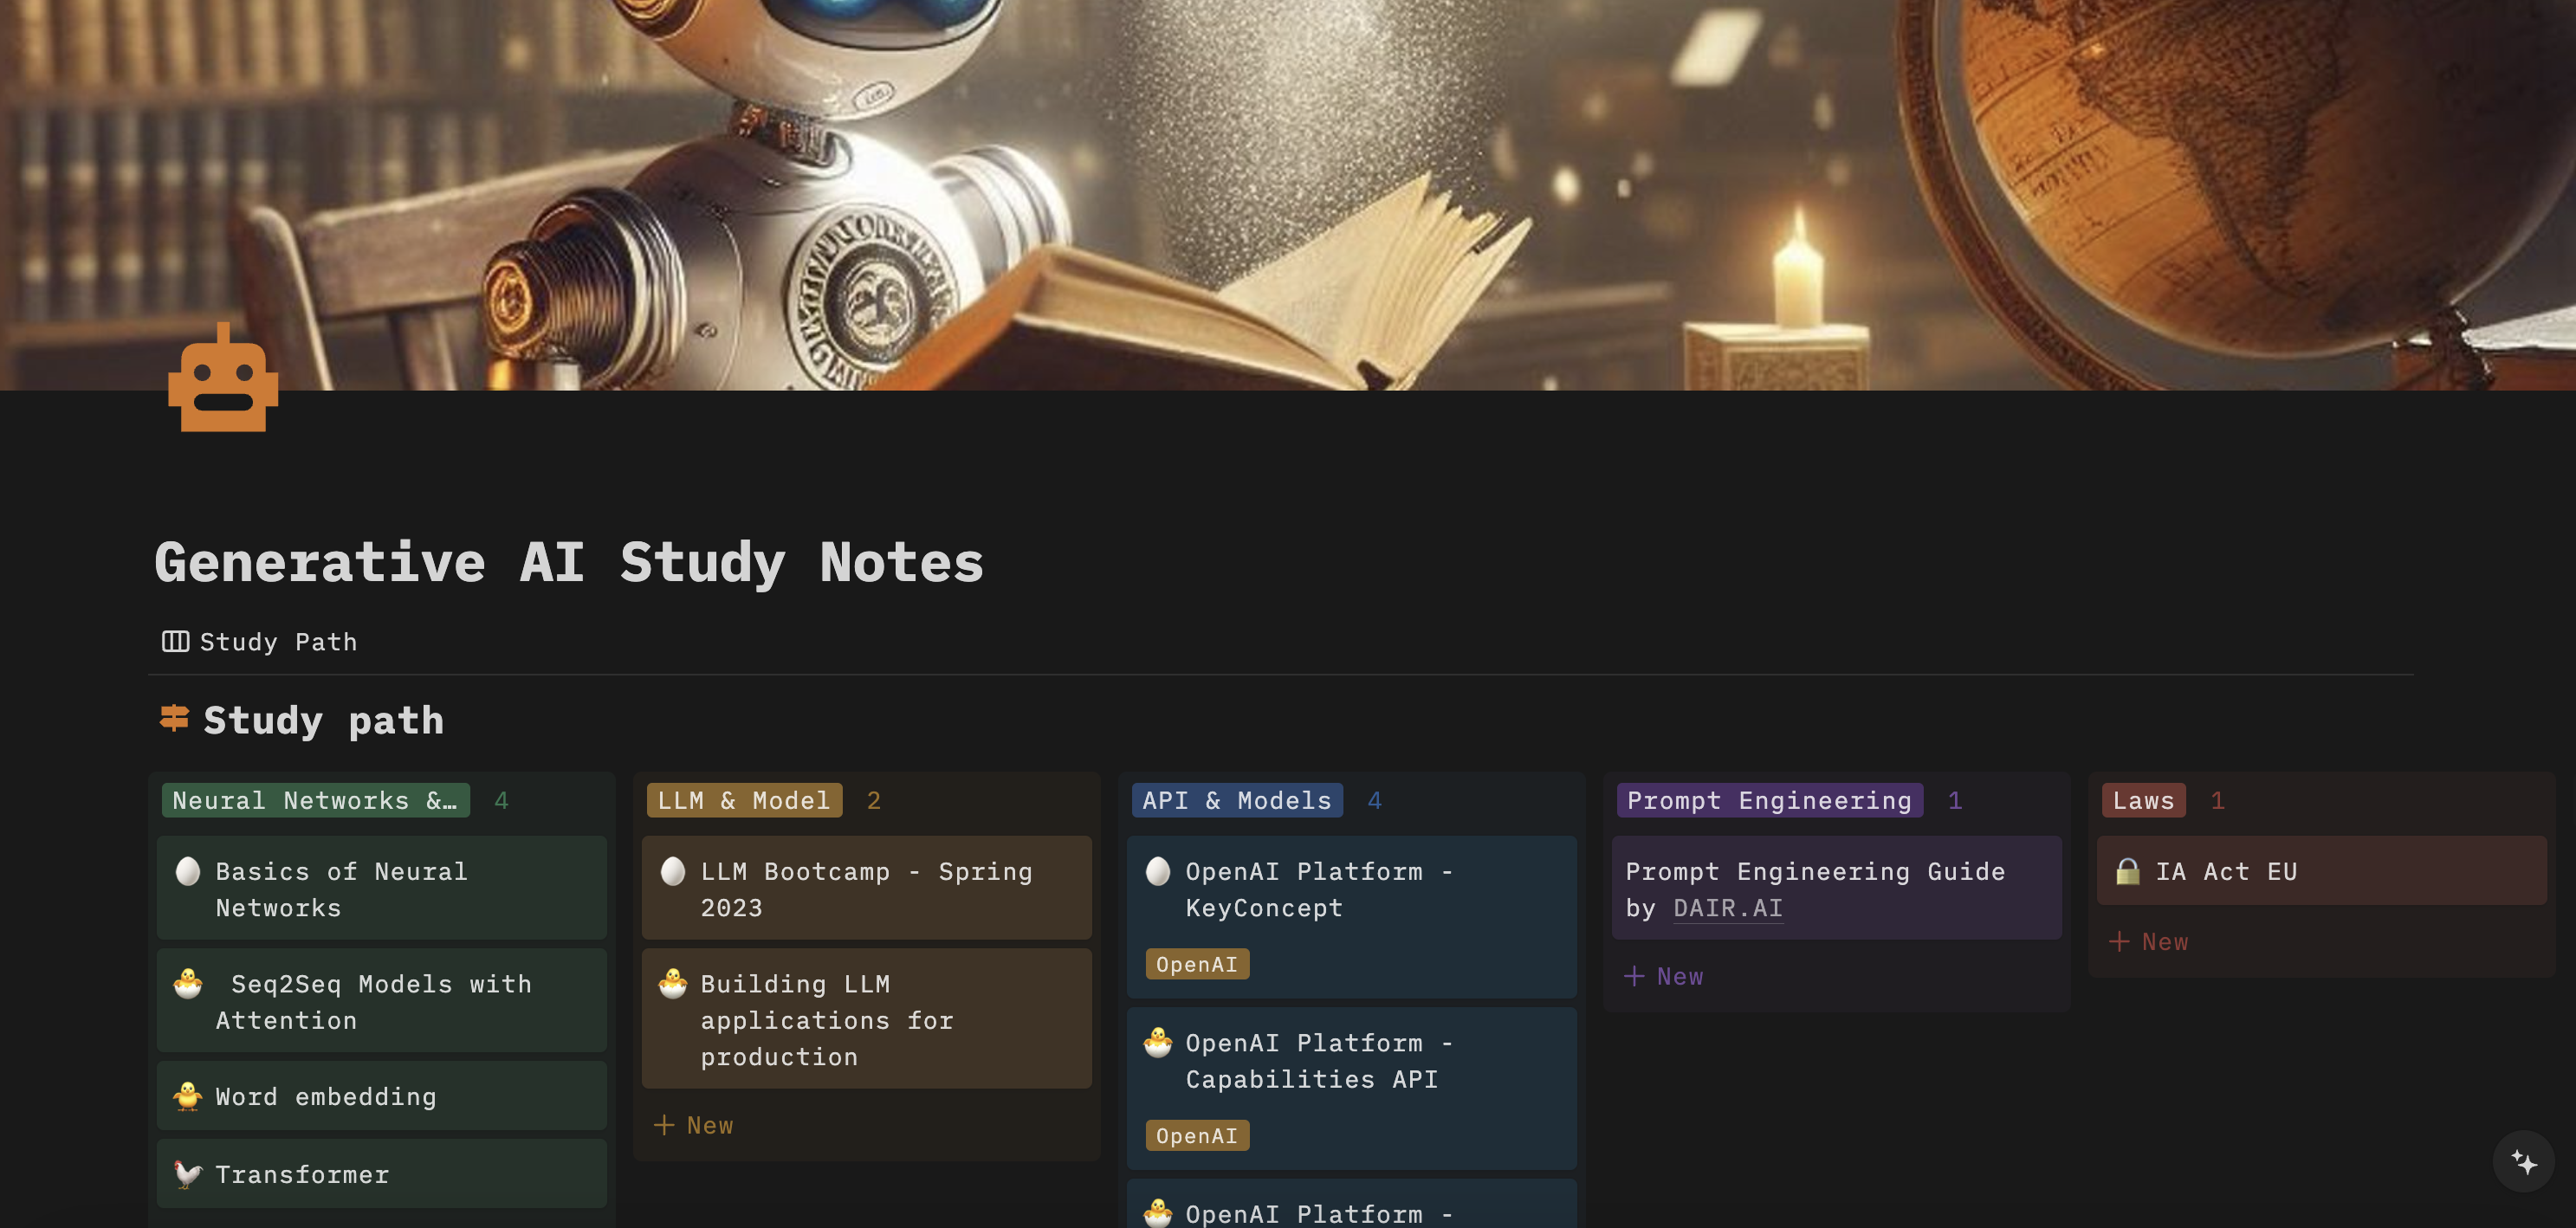 Generative AI Study Notes
Study Path
Study path
Neural Networks &… 4
Basics of Neural
Networks
Seq2Seq Models with
Attention
Word embedding
Transformer
LLM & Model 2
LLM Bootcamp - Spring
2023
Building LLM
applications for
production
+ New
API & Models 4
OpenAI Platform -
KeyConcept
OpenAI
OpenAI Platform -
Capabilities API
OpenAI
OpenAI Platform -
Prompt Engineering 1
Prompt Engineering Guide
by DAIR.AI
+ New
Laws 1
IA Act EU
+ New